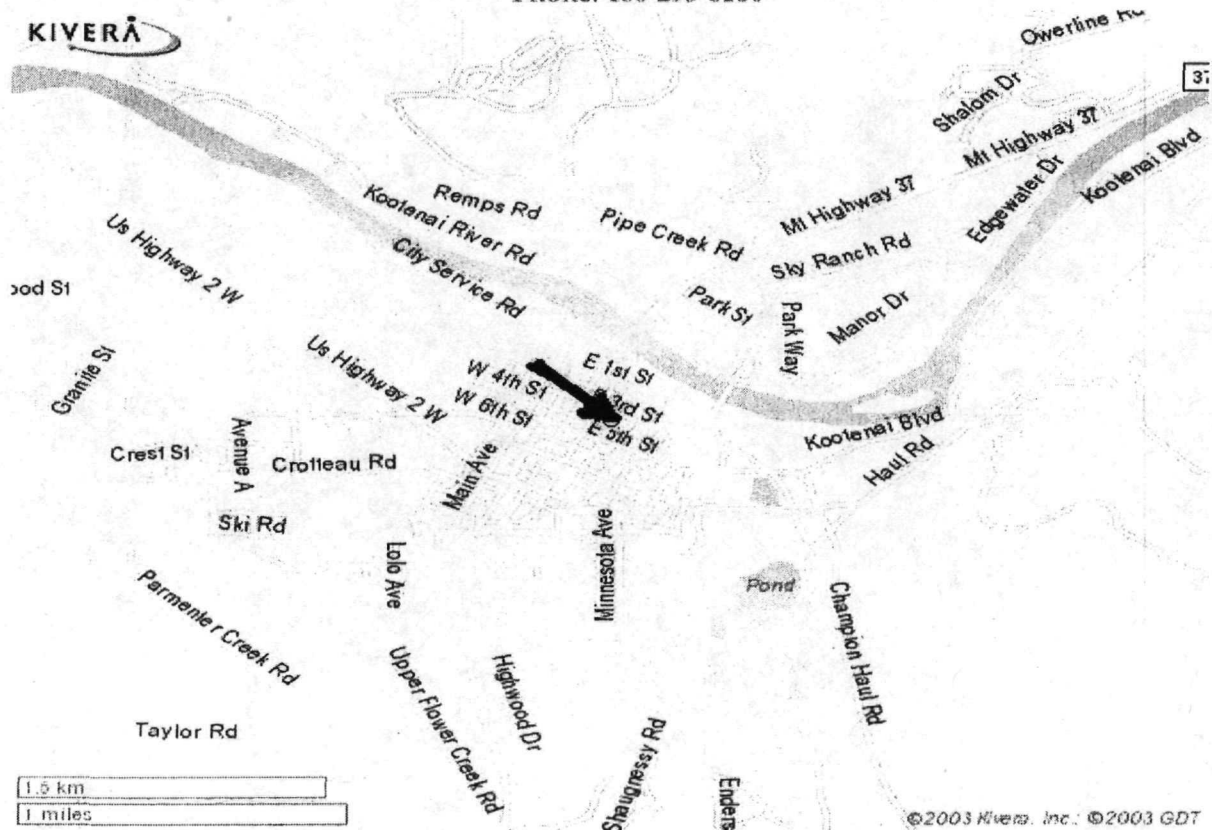 KIVERA
Owerline Rd
37
Shalom Dr
Mt Highway 37
Kootenai Blvd
Edgewater Dr
Remps Rd
Kootenai River Rd
Pipe Creek Rd
Mt Highway 37
Sky Ranch Rd
City Service Rd
Us Highway 2 W
ood St
Park St
Park Way
Manor Dr
Granite St
Us Highway 2 W
W 4th St
W 6th St
E 1st St
3rd St
E 5th St
Kootenai Blvd
Haul Rd
Crest St
Avenue A
Crotteau Rd
Main Ave
Ski Rd
Lolo Ave
Minnesota Ave
Pond
Champion Haul Rd
Parmenter Creek Rd
Upper Flower Creek Rd
Highwood Dr
Taylor Rd
Shaugnessy Rd
Enders
1.5 km
1 miles
©2003 Kivera, Inc.; ©2003 GDT